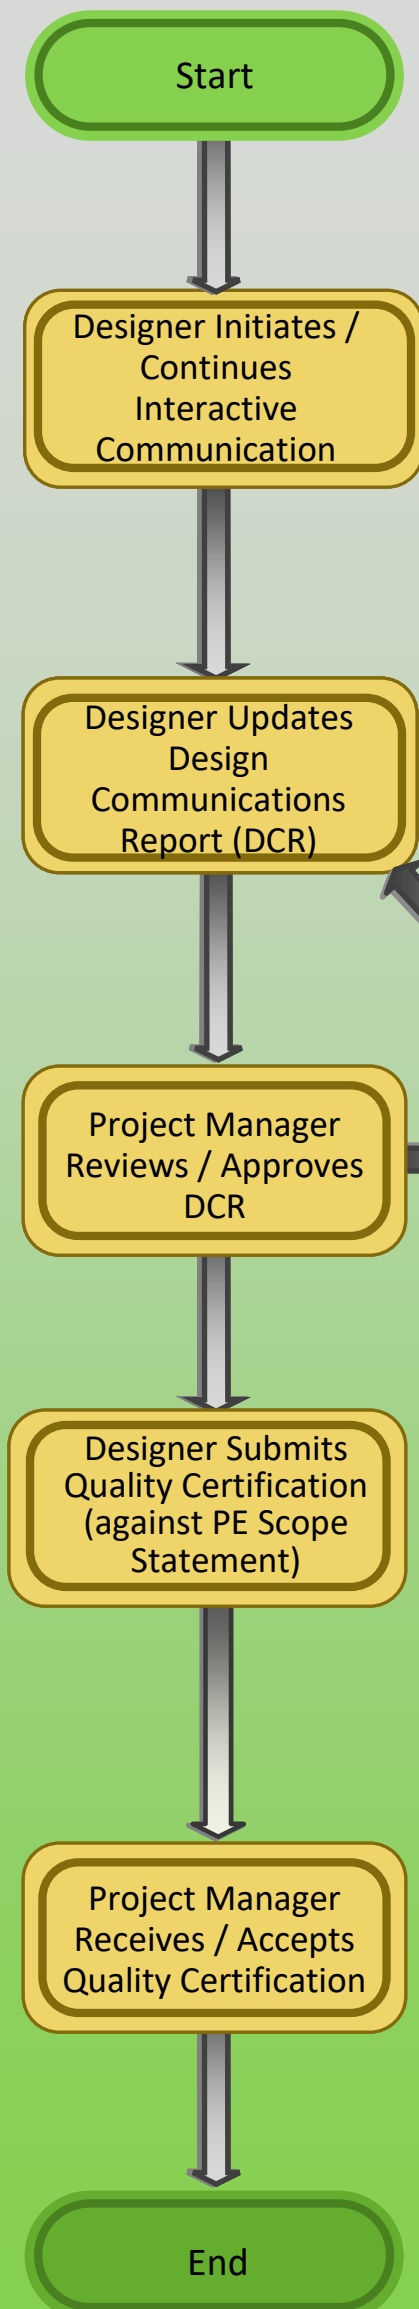 Start
Designer Initiates /
Continues
Interactive
Communication
Designer Updates
Design
Communications
Report (DCR)
Project Manager
Reviews / Approves
DCR
Designer Submits
Quality Certification
(against PE Scope
Statement)
Project Manager
Receives / Accepts
Quality Certification
End